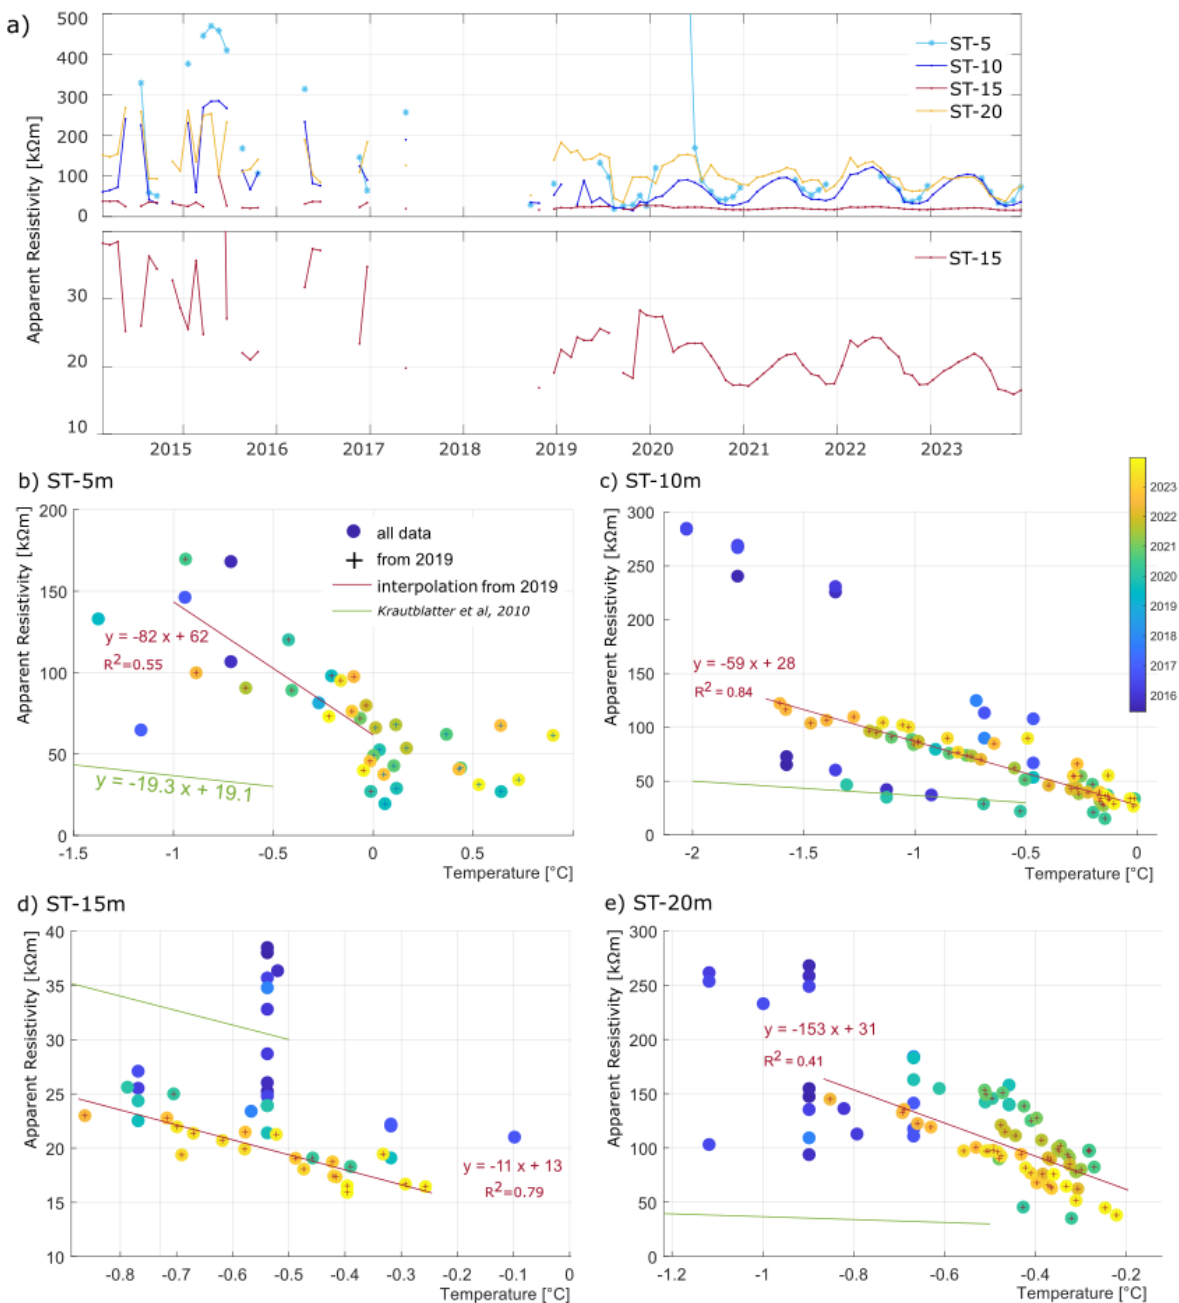 a)
500
400
300
200
100
0
Apparent Resistivity [kΩm]
ST-5
ST-10
ST-15
ST-20
30
20
10
Apparent Resistivity [kΩm]
ST-15
2015 2016 2017 2018 2019 2020 2021 2022 2023
b) ST-5m
200
150
100
50
0
Apparent Resistivity [kΩm]
all data
from 2019
interpolation from 2019
Krautblatter et al, 2010
y = -82 x + 62
R²=0.55
y = -19.3 x + 19.1
-1.5 -1 -0.5 0 0.5
Temperature [°C]
c) ST-10m
300
250
200
150
100
50
0
Apparent Resistivity [kΩm]
y = -59 x + 28
R² = 0.84
-2 -1.5 -1 -0.5 0
Temperature [°C]
2023
2022
2021
2020
2019
2018
2017
2016
d) ST-15m
40
35
30
25
20
15
10
Apparent Resistivity [kΩm]
y = -11 x + 13
R²=0.79
-0.8 -0.7 -0.6 -0.5 -0.4 -0.3 -0.2 -0.1 0
Temperature [°C]
e) ST-20m
300
250
200
150
100
50
0
Apparent Resistivity [kΩm]
y = -153 x + 31
R² = 0.41
-1.2 -1 -0.8 -0.6 -0.4 -0.2
Temperature [°C]